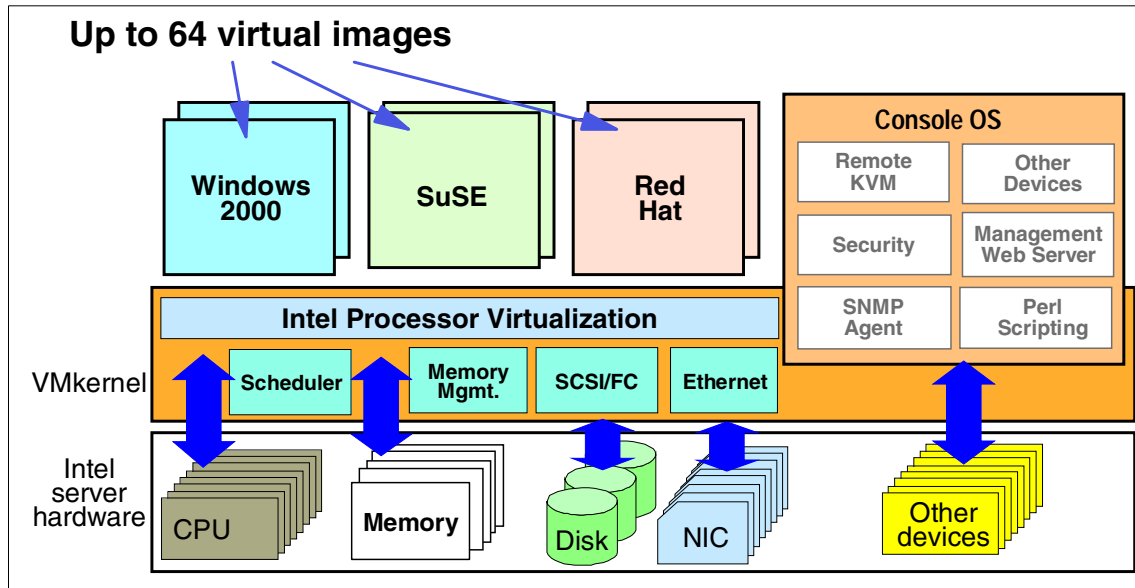 Up to 64 virtual images
Windows
2000
SuSE
Red
Hat
Console OS
Remote
KVM
Other
Devices
Security
Management
Web Server
SNMP
Agent
Perl
Scripting
Intel Processor Virtualization
VMkernel
Scheduler
Memory
Mgmt.
SCSI/FC
Ethernet
Intel
server
hardware
CPU
Memory
Disk
NIC
Other
devices